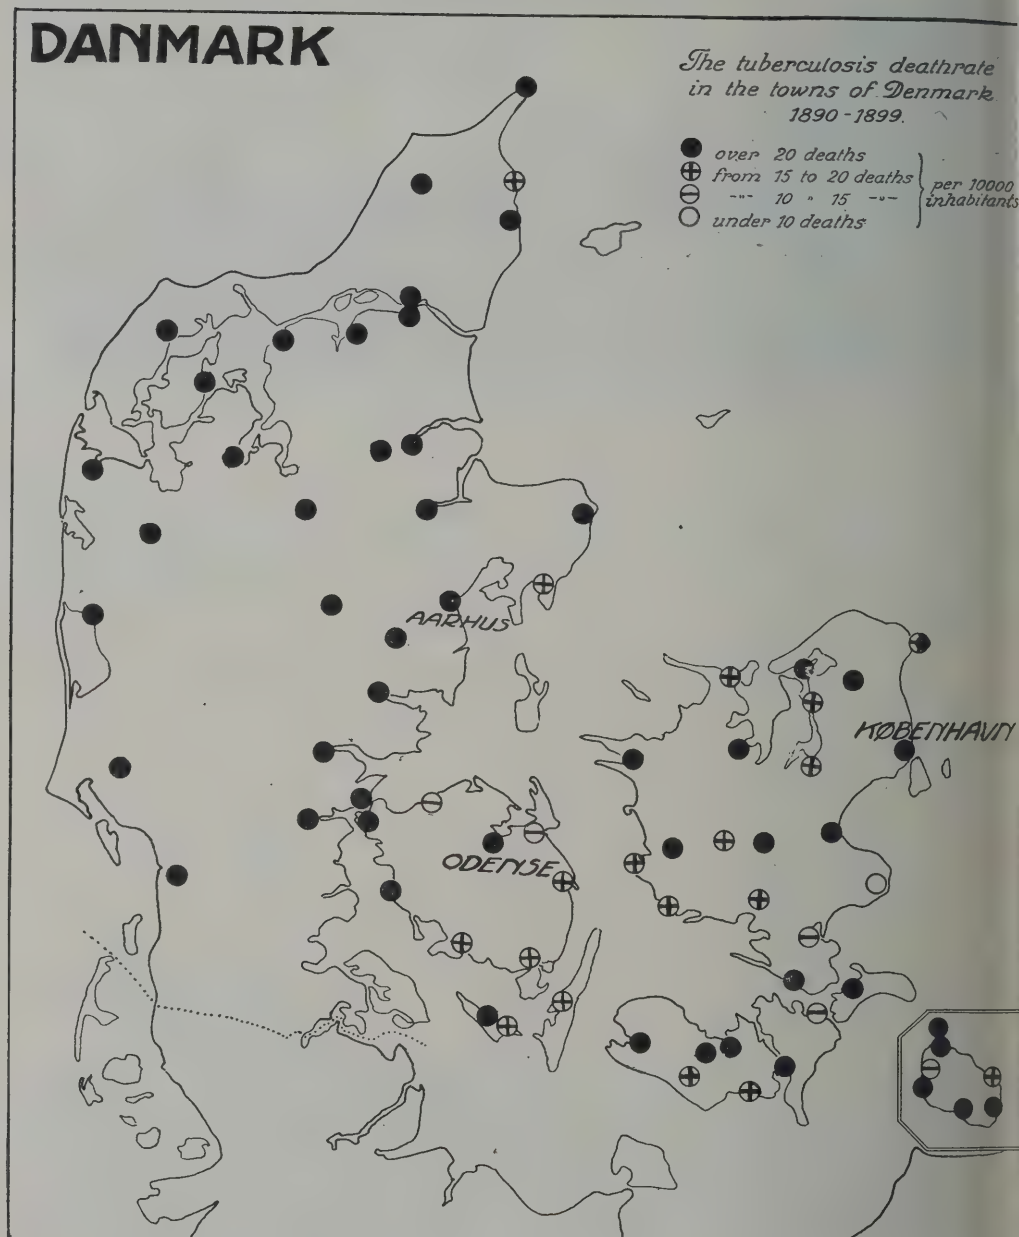 DANMARK
The tuberculosis deathrate
in the towns of Denmark
1890-1899.
over 20 deaths
from 15 to 20 deaths
-"- 10 " 15 -"-
under 10 deaths
per 10000
inhabitants
AARHUS
KØBENHAVN
ODENSE